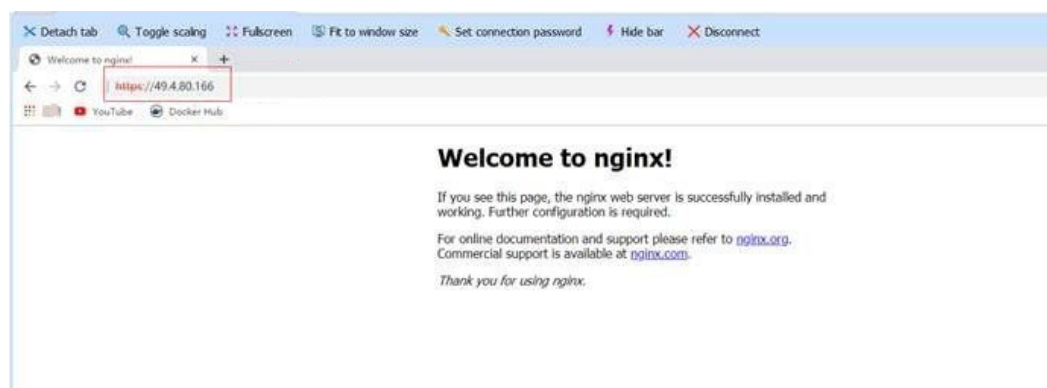 Detach tab Toggle scaling Fullscreen Fit to window size Set connection password Hide bar Disconnect
Welcome to nginx!
https://49.4.80.166
YouTube Docker Hub
Welcome to nginx!
If you see this page, the nginx web server is successfully installed and
working. Further configuration is required.
For online documentation and support please refer to nginx.org.
Commercial support is available at nginx.com.
Thank you for using nginx.